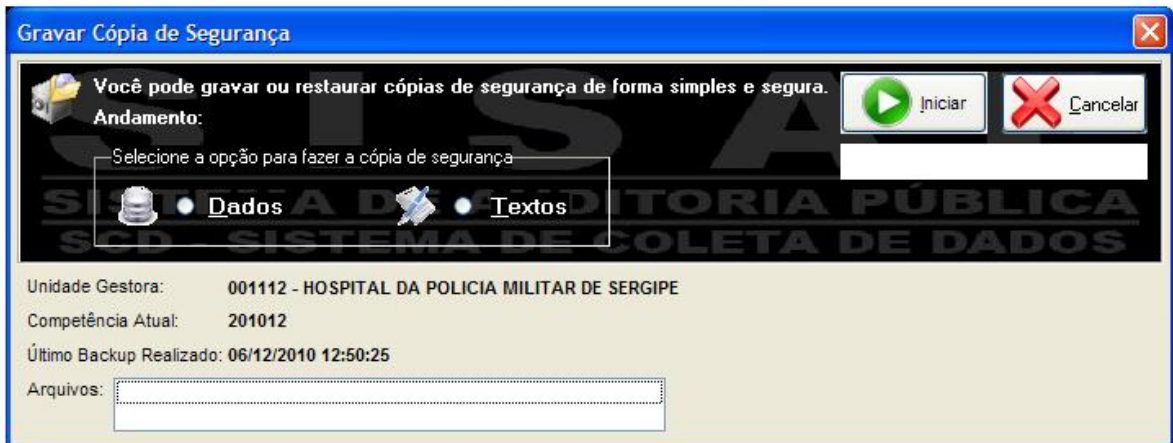 Gravar Cópia de Segurança
Você pode gravar ou restaurar cópias de segurança de forma simples e segura.
Andamento:
Iniciar
Cancelar
Selecione a opção para fazer a cópia de segurança
Dados
Textos
SISAP
SISTEMA DE AUDITORIA PÚBLICA
SCD - SISTEMA DE COLETA DE DADOS
Unidade Gestora: 001112 - HOSPITAL DA POLICIA MILITAR DE SERGIPE
Competência Atual: 201012
Último Backup Realizado: 06/12/2010 12:50:25
Arquivos: